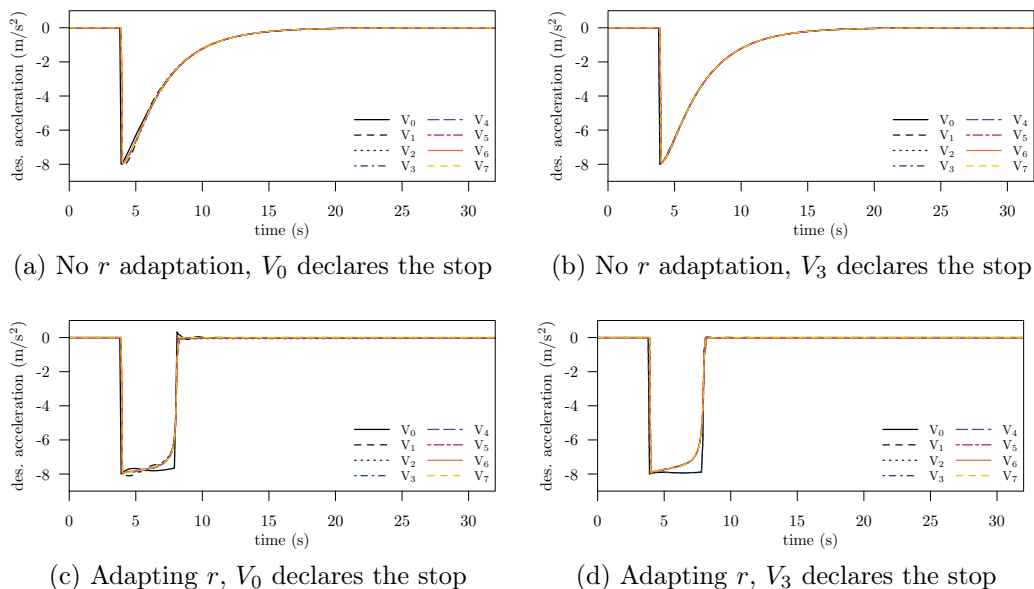 des. acceleration (m/s²)
0
-2
-4
-6
-8
V₀ V₄
V₁ V₅
V₂ V₆
V₃ V₇
0 5 10 15 20 25 30
time (s)
(a) No r adaptation, V₀ declares the stop
des. acceleration (m/s²)
0
-2
-4
-6
-8
V₀ V₄
V₁ V₅
V₂ V₆
V₃ V₇
0 5 10 15 20 25 30
time (s)
(b) No r adaptation, V₃ declares the stop
des. acceleration (m/s²)
0
-2
-4
-6
-8
V₀ V₄
V₁ V₅
V₂ V₆
V₃ V₇
0 5 10 15 20 25 30
time (s)
(c) Adapting r, V₀ declares the stop
des. acceleration (m/s²)
0
-2
-4
-6
-8
V₀ V₄
V₁ V₅
V₂ V₆
V₃ V₇
0 5 10 15 20 25 30
time (s)
(d) Adapting r, V₃ declares the stop